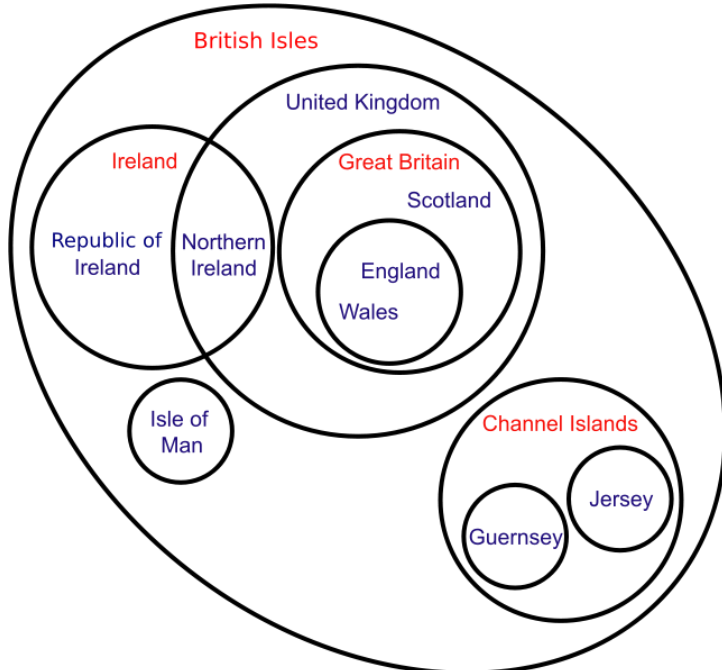 British Isles
United Kingdom
Ireland
Great Britain
Scotland
Republic of
Ireland
Northern
Ireland
England
Wales
Isle of
Man
Channel Islands
Jersey
Guernsey